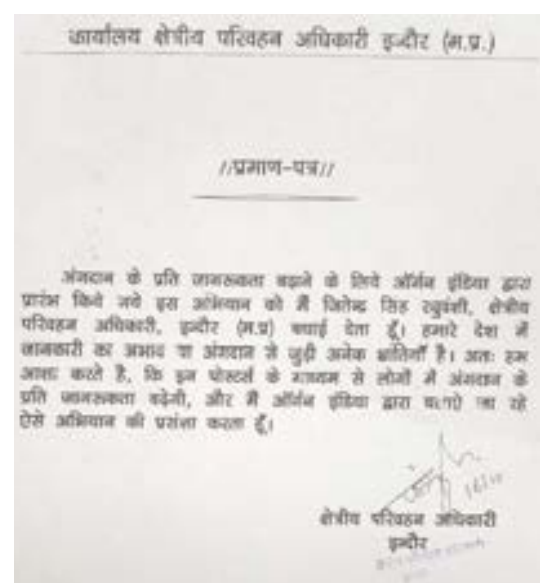 कार्यालय क्षेत्रीय परिवहन अधिकारी इन्दौर (म.प्र.)
//प्रमाण-पत्र//
अंगदान के प्रति जागरूकता बढ़ाने के लिये ऑर्गन इंडिया द्वारा
प्रारंभ किये गये इस अभियान को मैं जितेन्द्र सिंह रघुवंशी, क्षेत्रीय
परिवहन अधिकारी, इन्दौर (म.प्र) बधाई देता हूँ। हमारे देश में
जानकारी का अभाव या अंगदान से जुड़ी अनेक भ्रांतियाँ है। अतः हम
आशा करते है, कि इन पोस्टर्स के माध्यम से लोगों में अंगदान के
प्रति जागरूकता बढ़ेगी, और मैं ऑर्गन इंडिया द्वारा चलाये जा रहे
ऐसे अभियान की प्रशंसा करता हूँ।
क्षेत्रीय परिवहन अधिकारी
इन्दौर